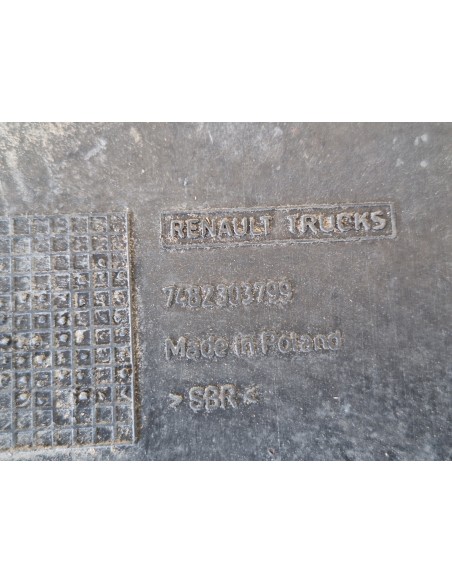 RENAULT TRUCKS
7482303799
Made in Poland
>SBR<